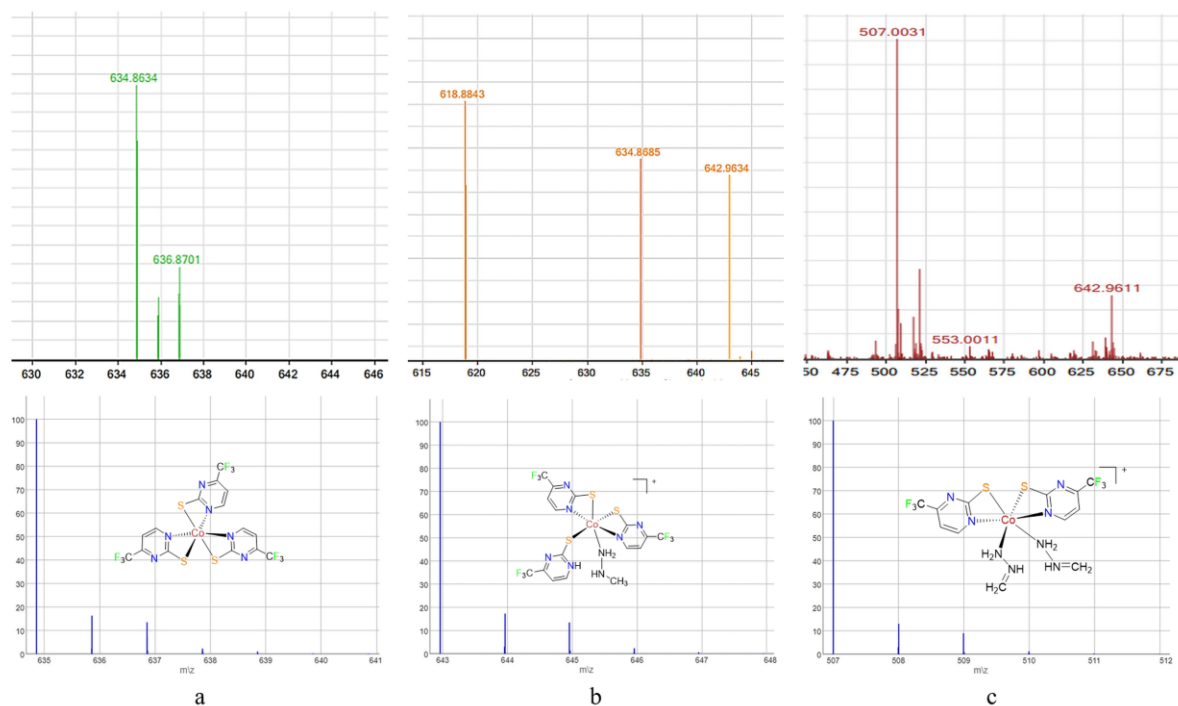 634.8634
636.8701
630 632 634 636 638 640 642 644 646
618.8843
634.8685
642.9634
615 620 625 630 635 640 645
507.0031
553.0011
642.9611
50 475 500 525 550 575 600 625 650 675
100
90
80
70
60
50
40
30
20
10
0
CF3
N
N
S
N
Co
N
F3C
N
S
S
N
CF3
635 636 637 638 639 640 641
m\z
a
100
90
80
70
60
50
40
30
20
10
0
F3C
N
N
S
S
N
Co
N
CF3
S
N
NH
F3C
NH2
HN
CH3
+
643 644 645 646 647 648
m\z
b
100
90
80
70
60
50
40
30
20
10
0
F3C
N
N
S
S
N
N
CF3
Co
H2N
NH
H2C
NH2
HN=CH2
+
507 508 509 510 511 512
m\z
c